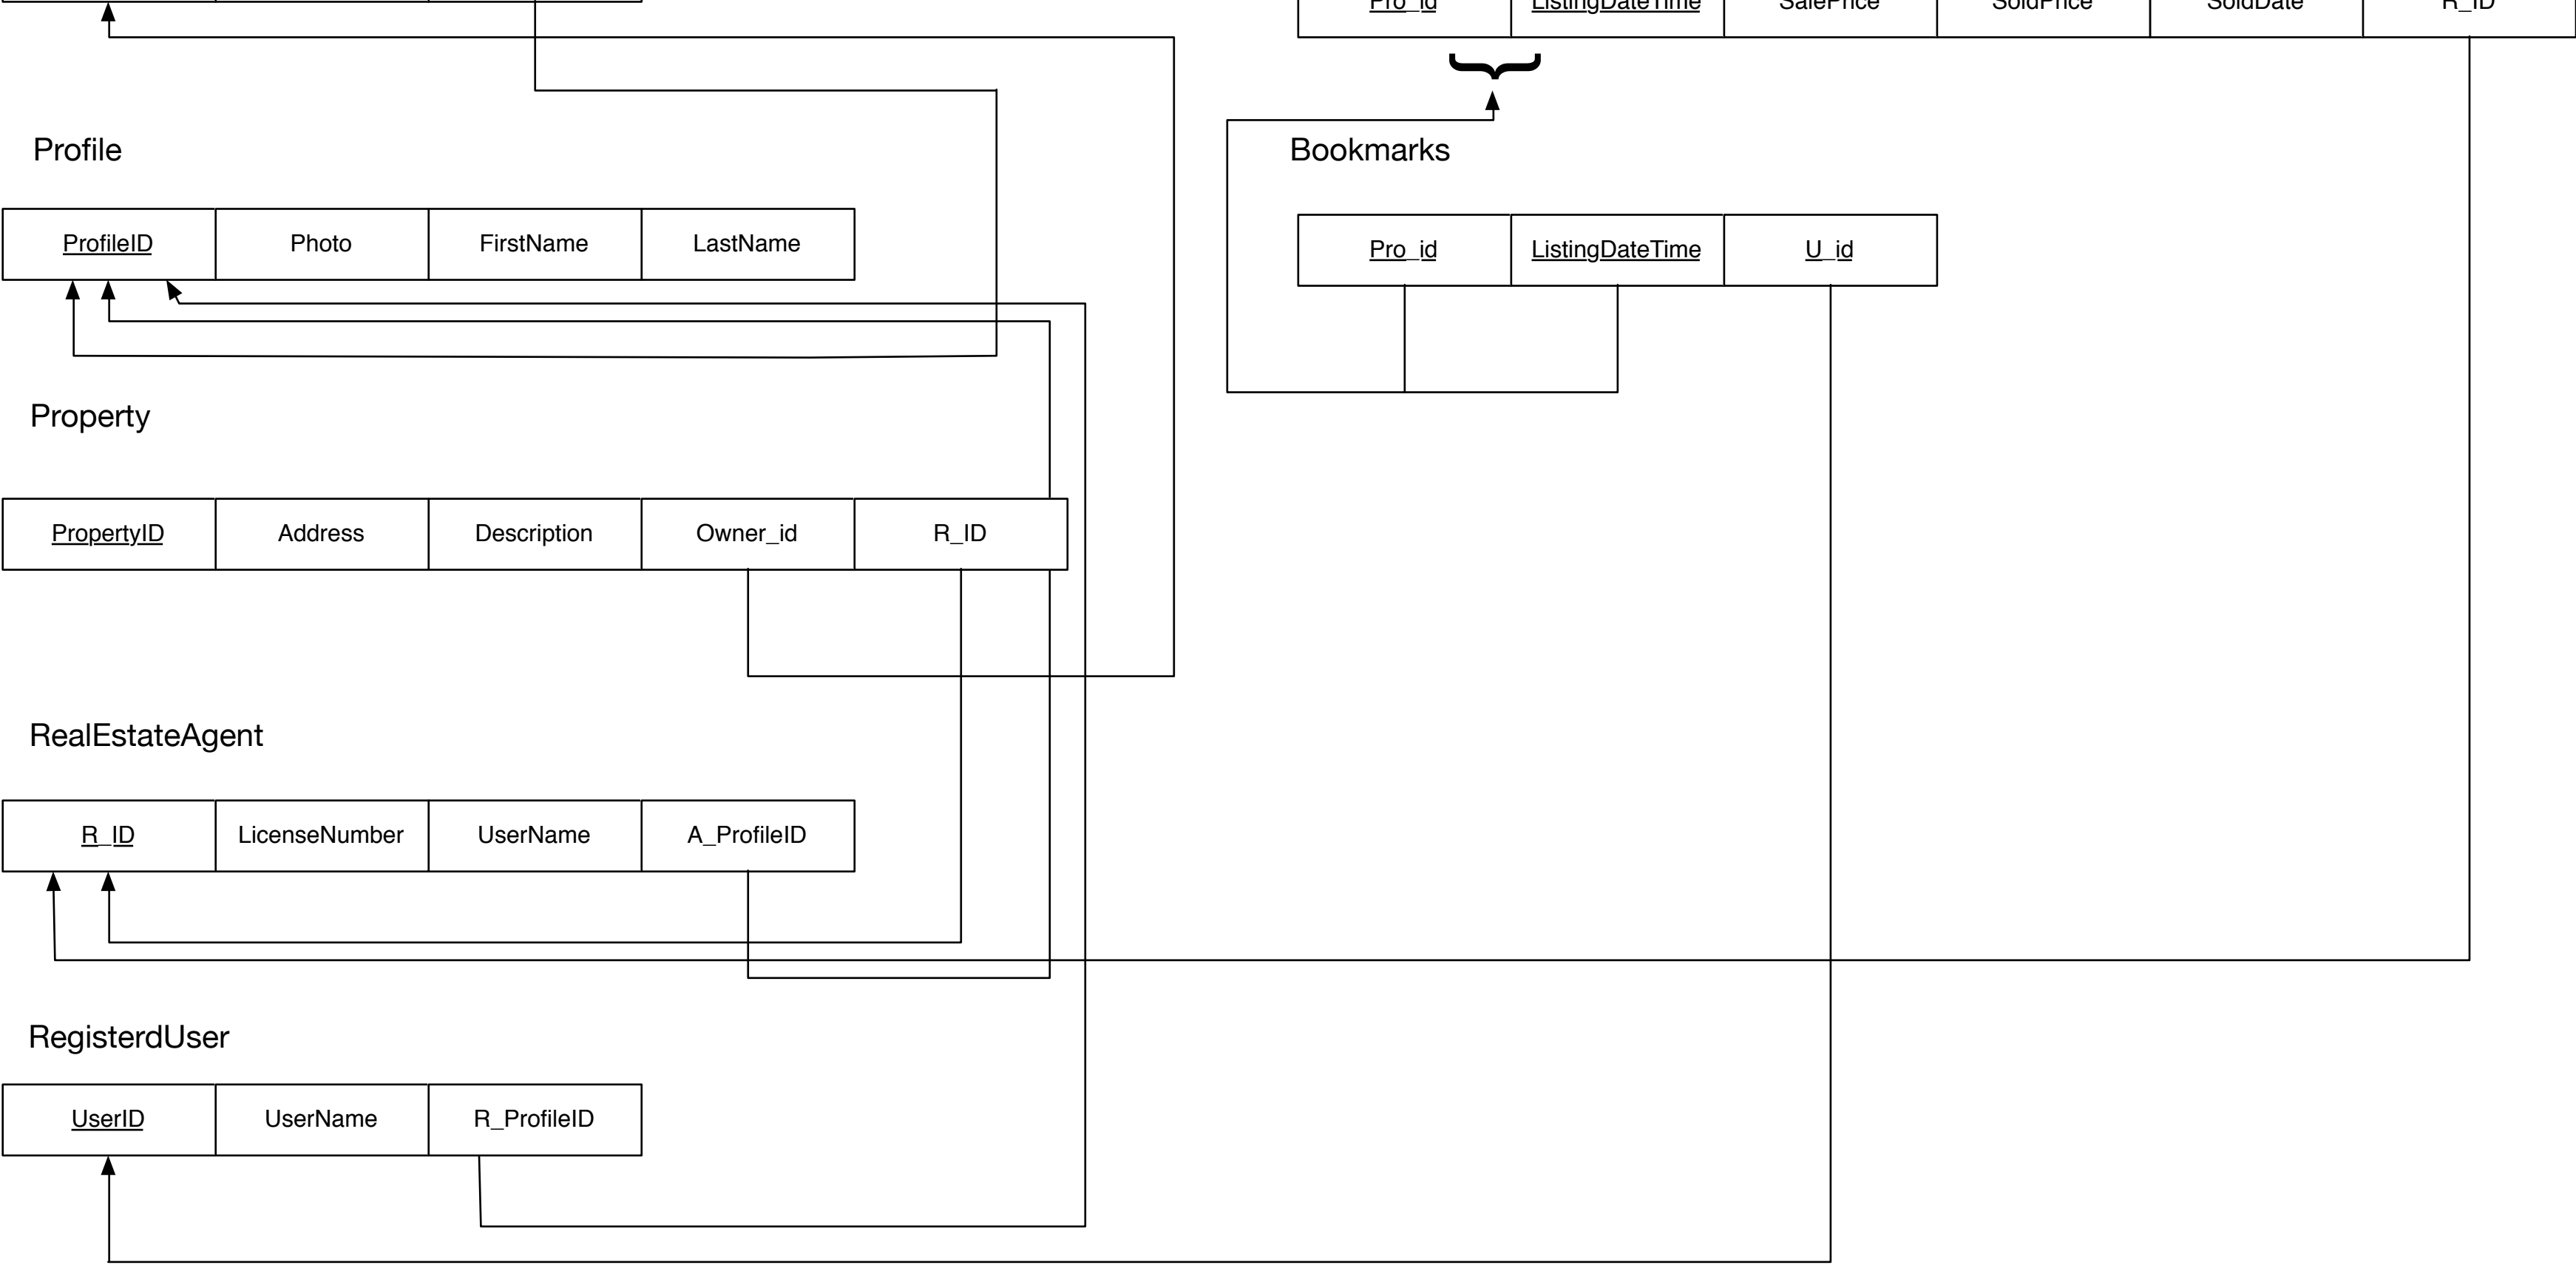 Pro_id ListingDateTime SalePrice SoldPrice SoldDate R_ID
Profile
ProfileID Photo FirstName LastName
Bookmarks
Pro_id ListingDateTime U_id
Property
PropertyID Address Description Owner_id R_ID
RealEstateAgent
R_ID LicenseNumber UserName A_ProfileID
RegisterdUser
UserID UserName R_ProfileID